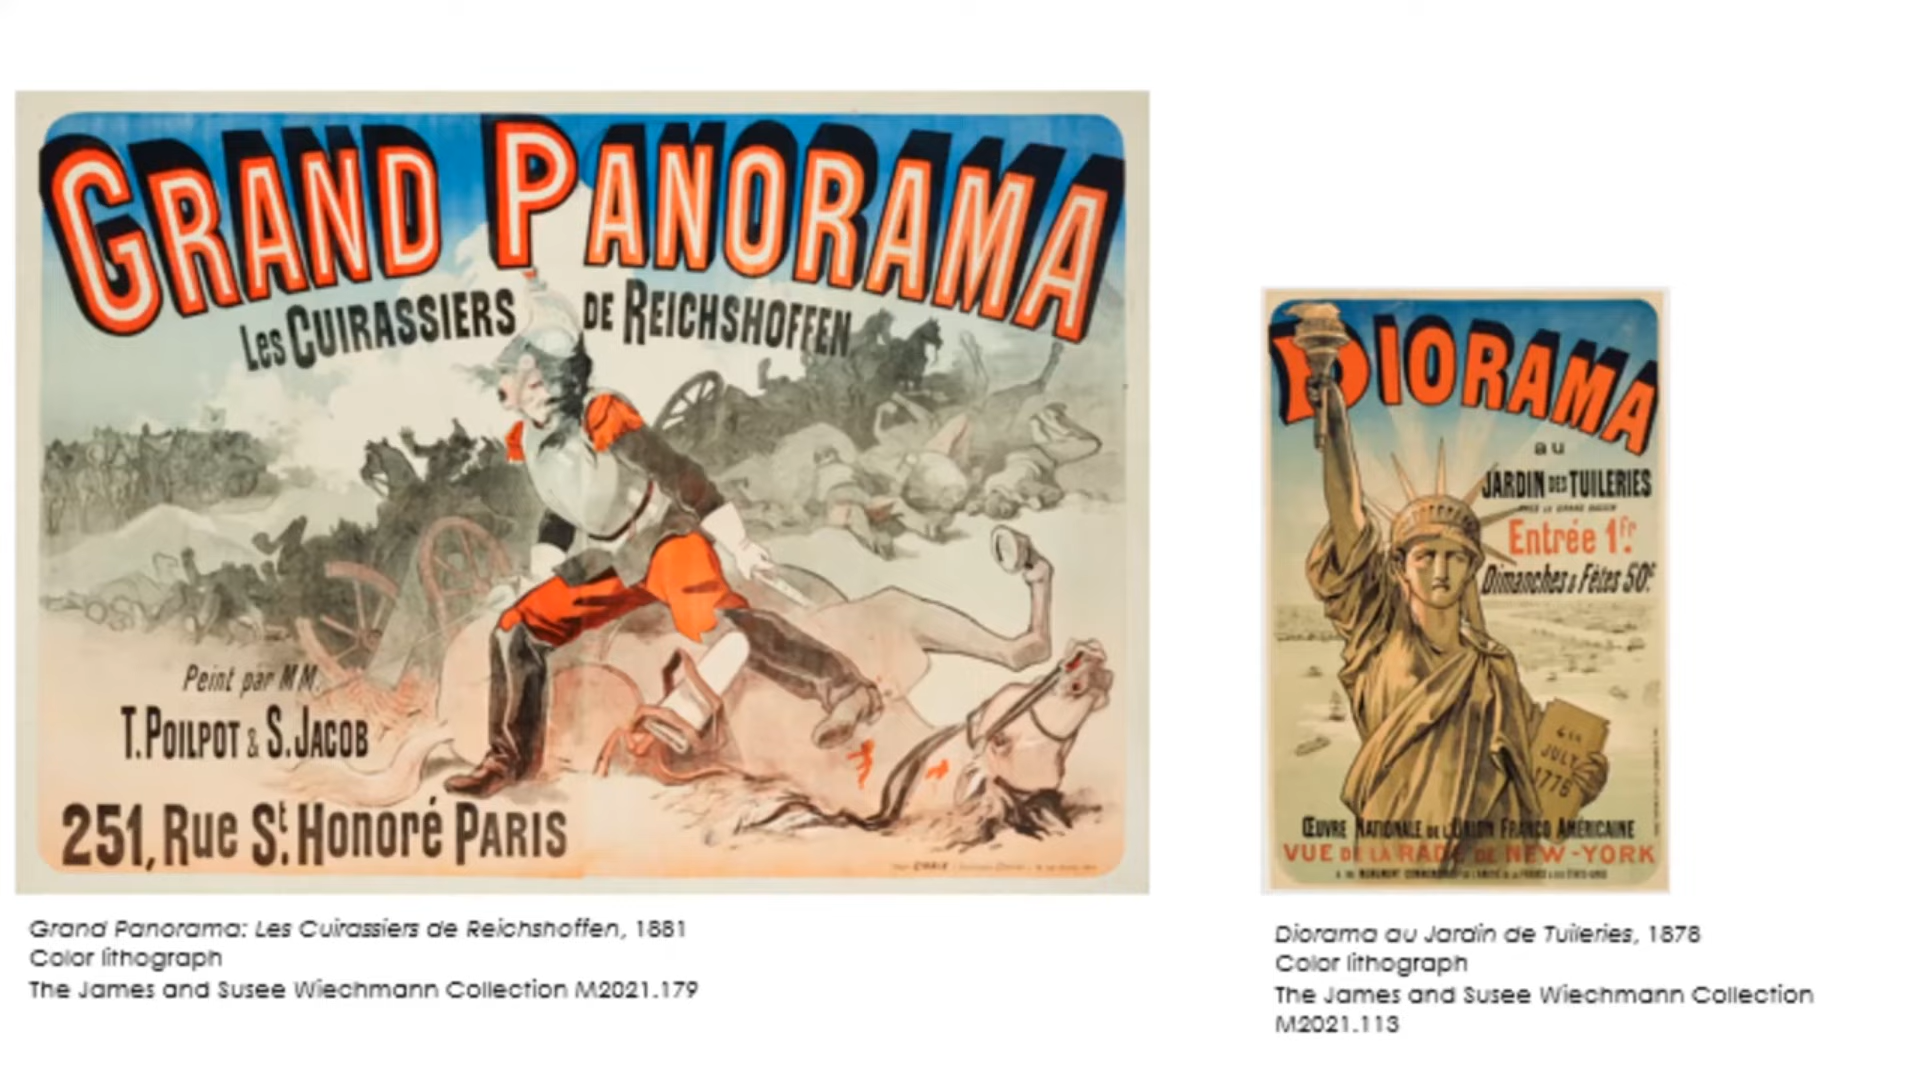 GRAND PANORAMA
Les CUIRASSIERS DE REICHSHOFFEN
Peint par MM.
T. POILPOT & S. JACOB
251, Rue St. Honoré PARIS
Grand Panorama: Les Cuirassiers de Reichshoffen, 1881
Color lithograph
The James and Susee Wiechmann Collection M2021.179
DIORAMA
au
JARDIN DES TUILERIES
Entrée 1fr.
Dimanches & Fêtes 50c.
JULY
1776
ŒUVRE NATIONALE DE L'UNION FRANCO AMÉRICAINE
VUE DE LA RADE DE NEW-YORK
Diorama au Jardin de Tuileries, 1878
Color lithograph
The James and Susee Wiechmann Collection
M2021.113